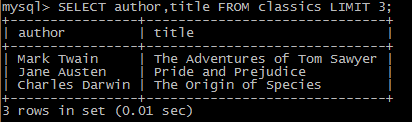 mysql> SELECT author,title FROM classics LIMIT 3;
+----------------+------------------------------+
| author         | title                        |
+----------------+------------------------------+
| Mark Twain     | The Adventures of Tom Sawyer |
| Jane Austen    | Pride and Prejudice          |
| Charles Darwin | The Origin of Species        |
+----------------+------------------------------+
3 rows in set (0.01 sec)